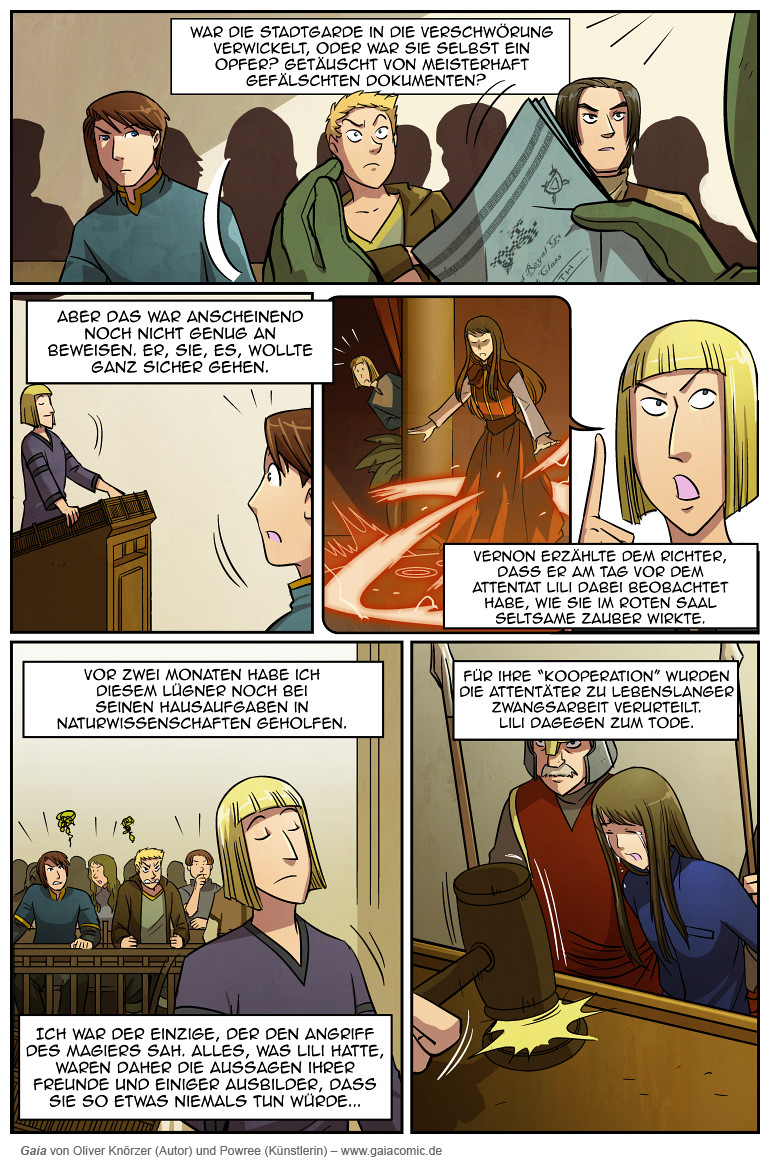 WAR DIE STADTGARDE IN DIE VERSCHWÖRUNG
VERWICKELT, ODER WAR SIE SELBST EIN
OPFER? GETÄUSCHT VON MEISTERHAFT
GEFÄLSCHTEN DOKUMENTEN?
ABER DAS WAR ANSCHEINEND
NOCH NICHT GENUG AN
BEWEISEN. ER, SIE, ES, WOLLTE
GANZ SICHER GEHEN.
VERNON ERZÄHLTE DEM RICHTER,
DASS ER AM TAG VOR DEM
ATTENTAT LILI DABEI BEOBACHTET
HABE, WIE SIE IM ROTEN SAAL
SELTSAME ZAUBER WIRKTE.
VOR ZWEI MONATEN HABE ICH
DIESEM LÜGNER NOCH BEI
SEINEN HAUSAUFGABEN IN
NATURWISSENSCHAFTEN GEHOLFEN.
ICH WAR DER EINZIGE, DER DEN ANGRIFF
DES MAGIERS SAH. ALLES, WAS LILI HATTE,
WAREN DAHER DIE AUSSAGEN IHRER
FREUNDE UND EINIGER AUSBILDER, DASS
SIE SO ETWAS NIEMALS TUN WÜRDE...
FÜR IHRE "KOOPERATION" WURDEN
DIE ATTENTÄTER ZU LEBENSLANGER
ZWANGSARBEIT VERURTEILT.
LILI DAGEGEN ZUM TODE.
Gaia von Oliver Knörzer (Autor) und Powree (Künstlerin) – www.gaiacomic.de